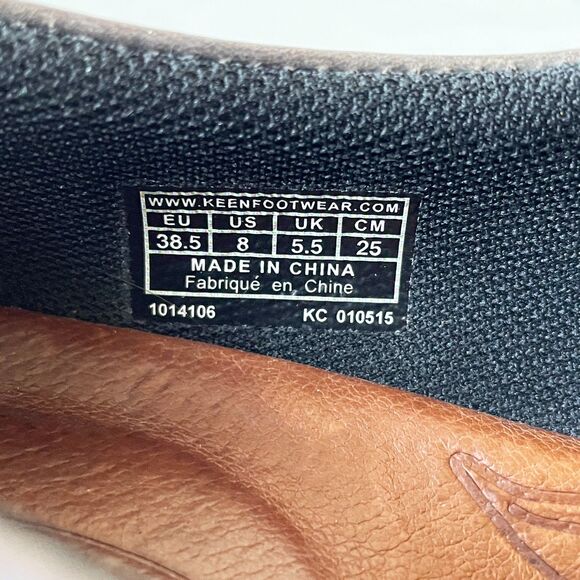 WWW.KEENFOOTWEAR.COM
EU US UK CM
38.5 8 5.5 25
MADE IN CHINA
Fabriqué en Chine
1014106 KC 010515